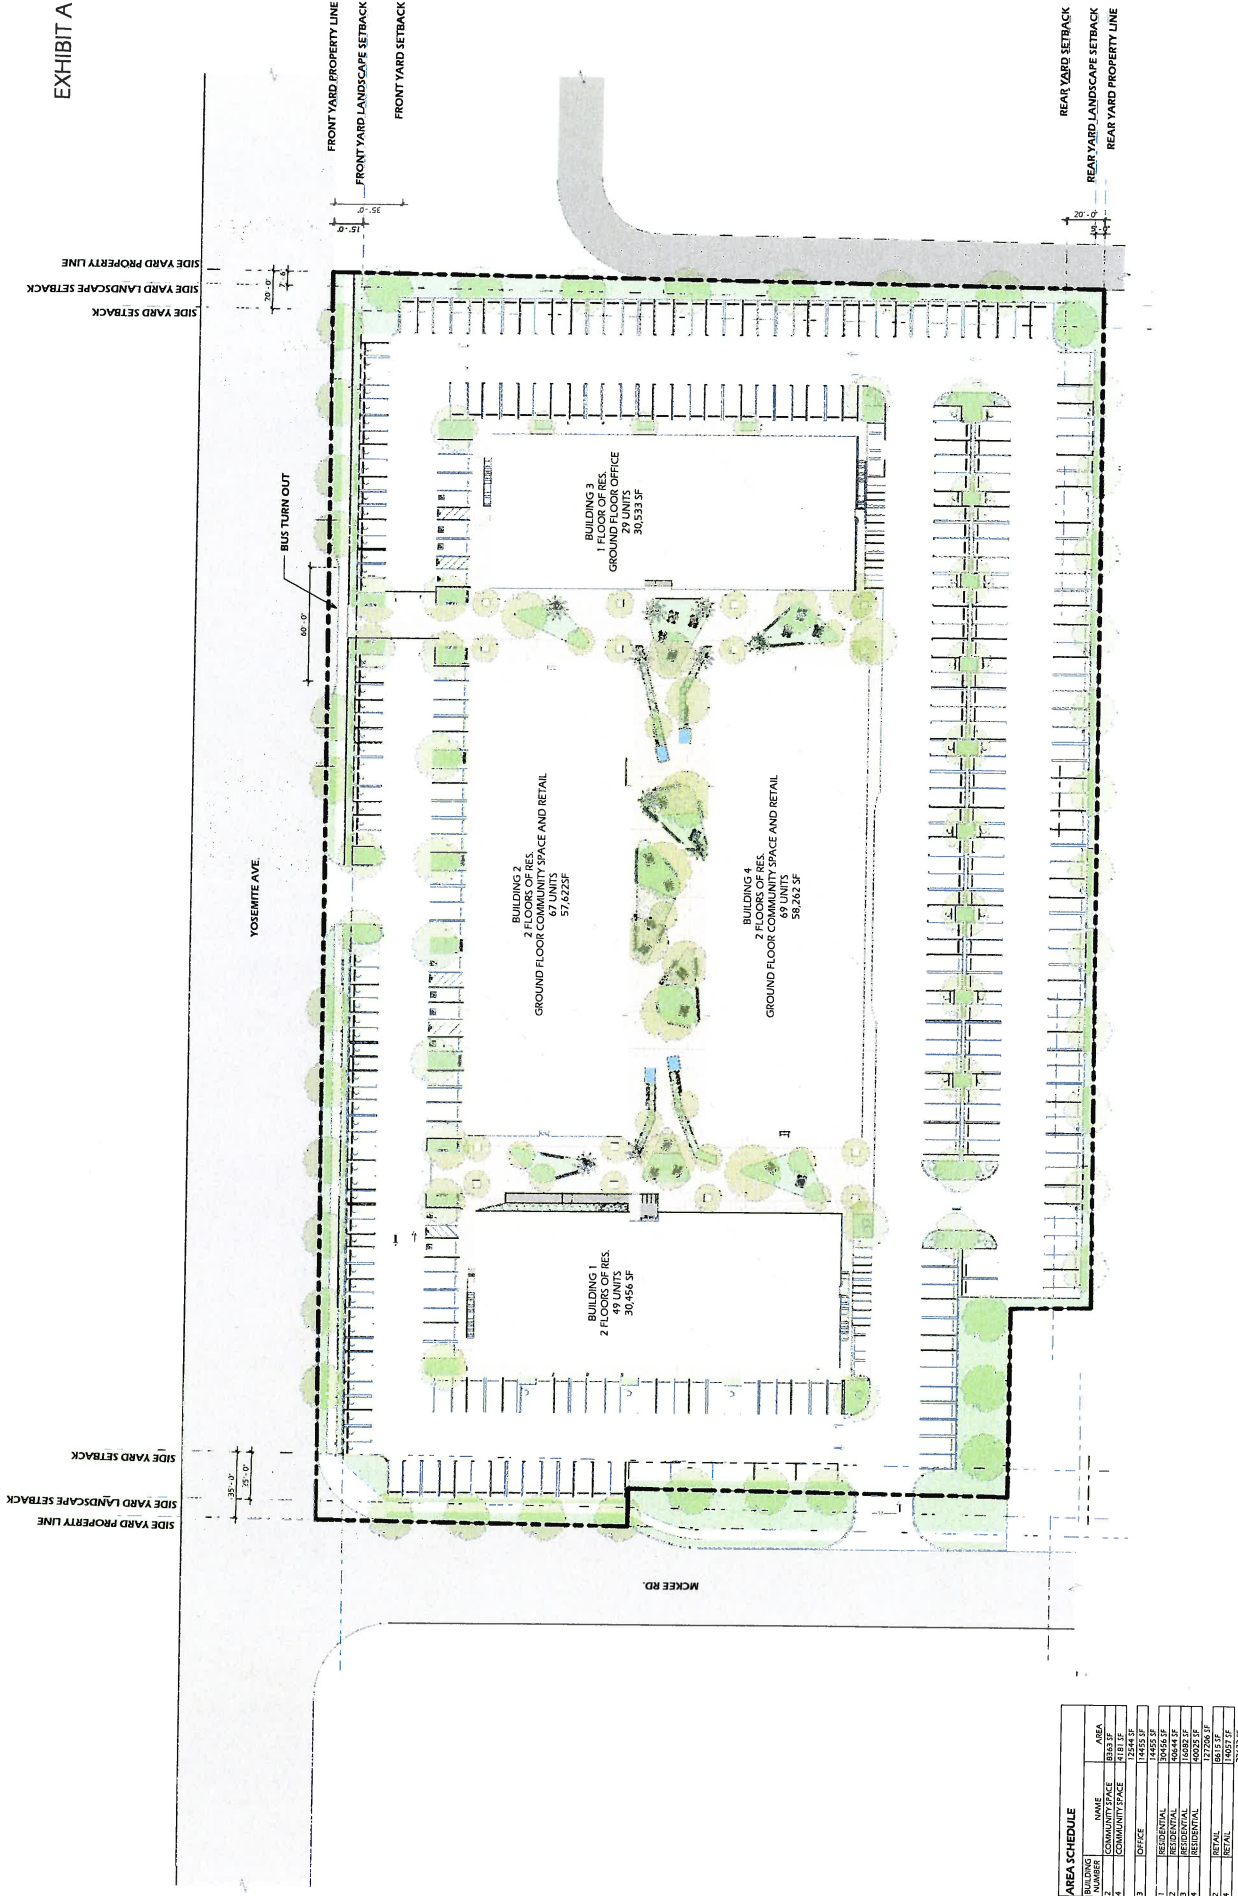 EXHIBIT A
FRONT YARD PROPERTY LINE
FRONT YARD LANDSCAPE SETBACK
FRONT YARD SETBACK
REAR YARD SETBACK
REAR YARD LANDSCAPE SETBACK
REAR YARD PROPERTY LINE
35'-0"
15'-0"
20'-0"
SIDE YARD PROPERTY LINE
SIDE YARD LANDSCAPE SETBACK
SIDE YARD SETBACK
20'-0"
7'-6"
BUS TURN OUT
60'-0"
YOSEMITE AVE.
BUILDING 3
1 FLOOR OF RES.
GROUND FLOOR OFFICE
29 UNITS
30,533 SF
BUILDING 2
2 FLOORS OF RES.
GROUND FLOOR COMMUNITY SPACE AND RETAIL
67 UNITS
57,622SF
BUILDING 4
2 FLOORS OF RES.
GROUND FLOOR COMMUNITY SPACE AND RETAIL
69 UNITS
58,262 SF
BUILDING 1
2 FLOORS OF RES.
49 UNITS
30,456 SF
SIDE YARD SETBACK
SIDE YARD LANDSCAPE SETBACK
SIDE YARD PROPERTY LINE
35'-0"
MCKEE RD.
AREA SCHEDULE
BUILDING NUMBER NAME AREA
2 COMMUNITY SPACE 8363 SF
4 COMMUNITY SPACE 4181 SF
12544 SF
3 OFFICE 14455 SF
14455 SF
1 RESIDENTIAL 30456 SF
2 RESIDENTIAL 40644 SF
3 RESIDENTIAL 16082 SF
4 RESIDENTIAL 40025 SF
127206 SF
2 RETAIL 8615 SF
4 RETAIL 14057 SF